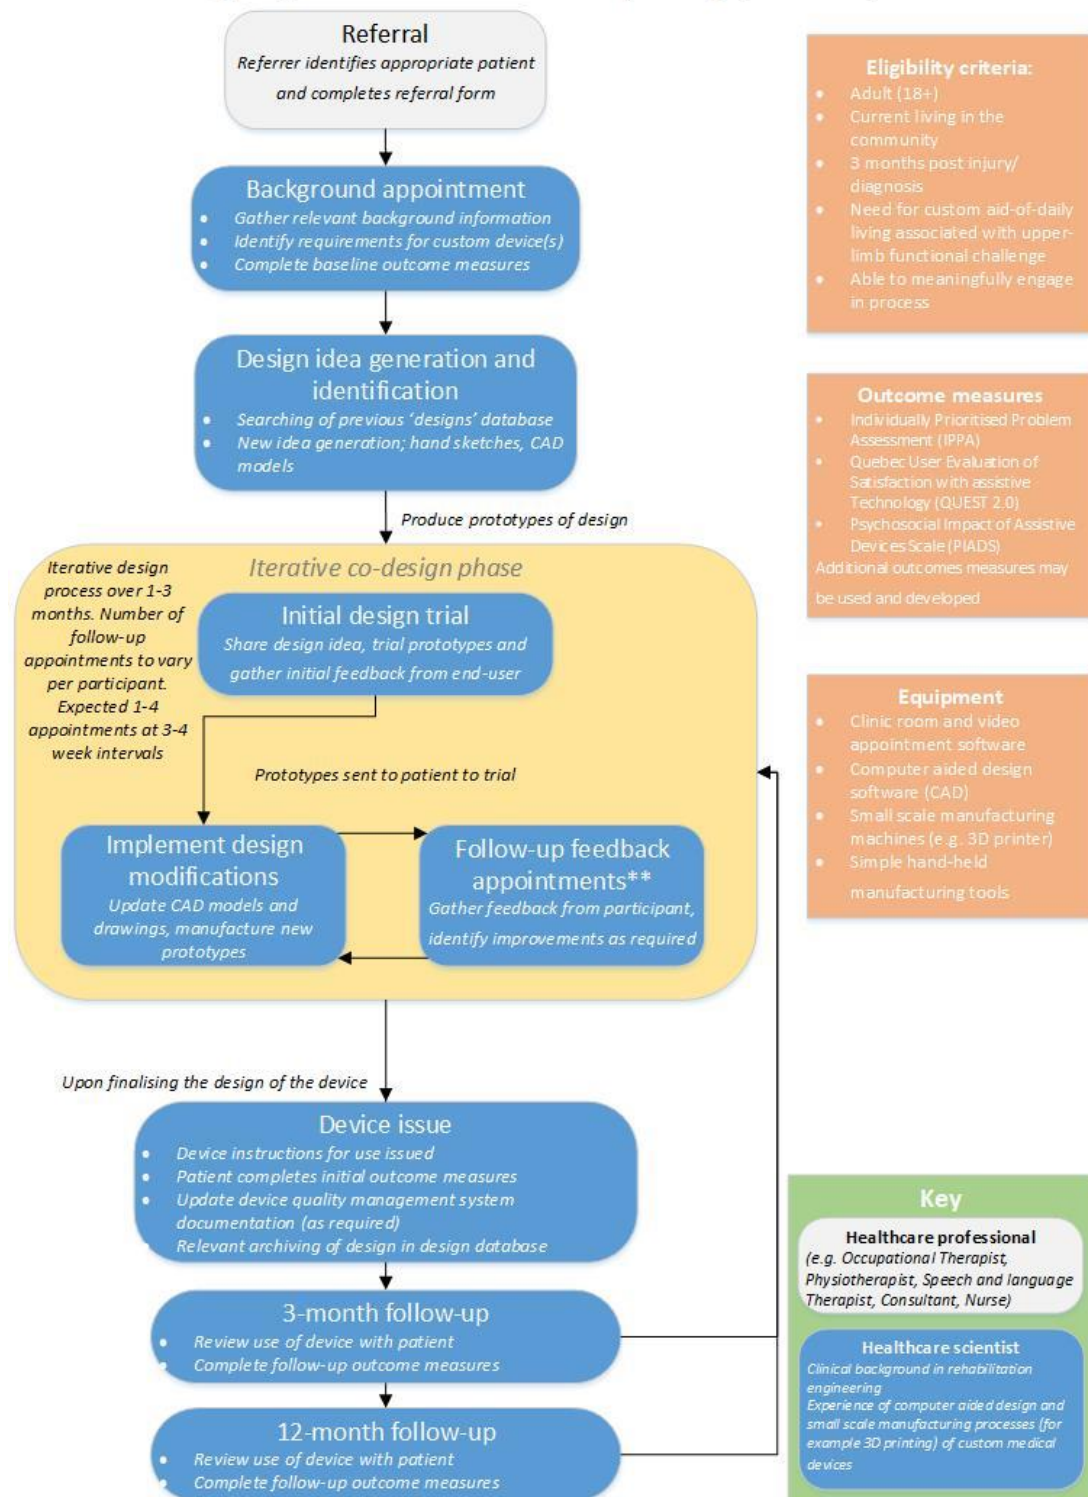 Referral
Referrer identifies appropriate patient
and completes referral form
Background appointment
• Gather relevant background information
• Identify requirements for custom device(s)
• Complete baseline outcome measures
Design idea generation and
identification
• Searching of previous ‘designs’ database
• New idea generation; hand sketches, CAD
models
Produce prototypes of design
Iterative design
process over 1-3
months. Number of
follow-up
appointments to vary
per participant.
Expected 1-4
appointments at 3-4
week intervals
Iterative co-design phase
Initial design trial
Share design idea, trial prototypes and
gather initial feedback from end-user
Prototypes sent to patient to trial
Implement design
modifications
Update CAD models and
drawings, manufacture new
prototypes
Follow-up feedback
appointments**
Gather feedback from participant,
identify improvements as required
Upon finalising the design of the device
Device issue
• Device instructions for use issued
• Patient completes initial outcome measures
• Update device quality management system
documentation (as required)
• Relevant archiving of design in design database
3-month follow-up
• Review use of device with patient
• Complete follow-up outcome measures
12-month follow-up
• Review use of device with patient
• Complete follow-up outcome measures
Eligibility criteria:
• Adult (18+)
• Current living in the
community
• 3 months post injury/
diagnosis
• Need for custom aid-of-daily
living associated with upper-
limb functional challenge
• Able to meaningfully engage
in process
Outcome measures
• Individually Prioritised Problem
Assessment (IPPA)
• Quebec User Evaluation of
Satisfaction with assistive
Technology (QUEST 2.0)
• Psychosocial Impact of Assistive
Devices Scale (PIADS)
Additional outcomes measures may
be used and developed
Equipment
• Clinic room and video
appointment software
• Computer aided design
software (CAD)
• Small scale manufacturing
machines (e.g. 3D printer)
• Simple hand-held
manufacturing tools
Key
Healthcare professional
(e.g. Occupational Therapist,
Physiotherapist, Speech and language
Therapist, Consultant, Nurse)
Healthcare scientist
Clinical background in rehabilitation
engineering
Experience of computer aided design and
small scale manufacturing processes (for
example 3D printing) of custom medical
devices